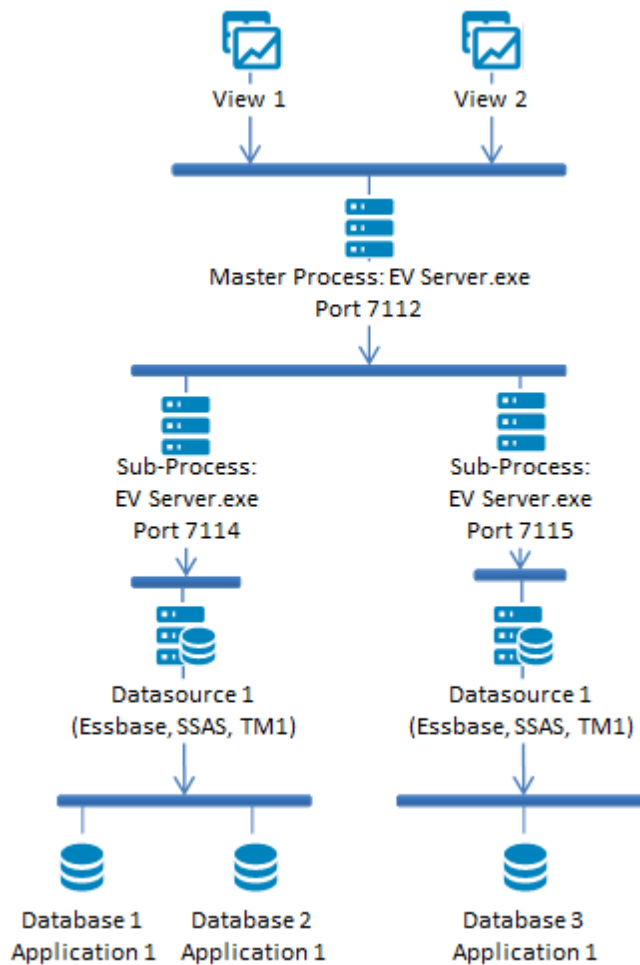 View 1
View 2
Master Process: EV Server.exe
Port 7112
Sub-Process:
EV Server.exe
Port 7114
Sub-Process:
EV Server.exe
Port 7115
Datasource 1
(Essbase, SSAS, TM1)
Datasource 1
(Essbase, SSAS, TM1)
Database 1
Application 1
Database 2
Application 1
Database 3
Application 1